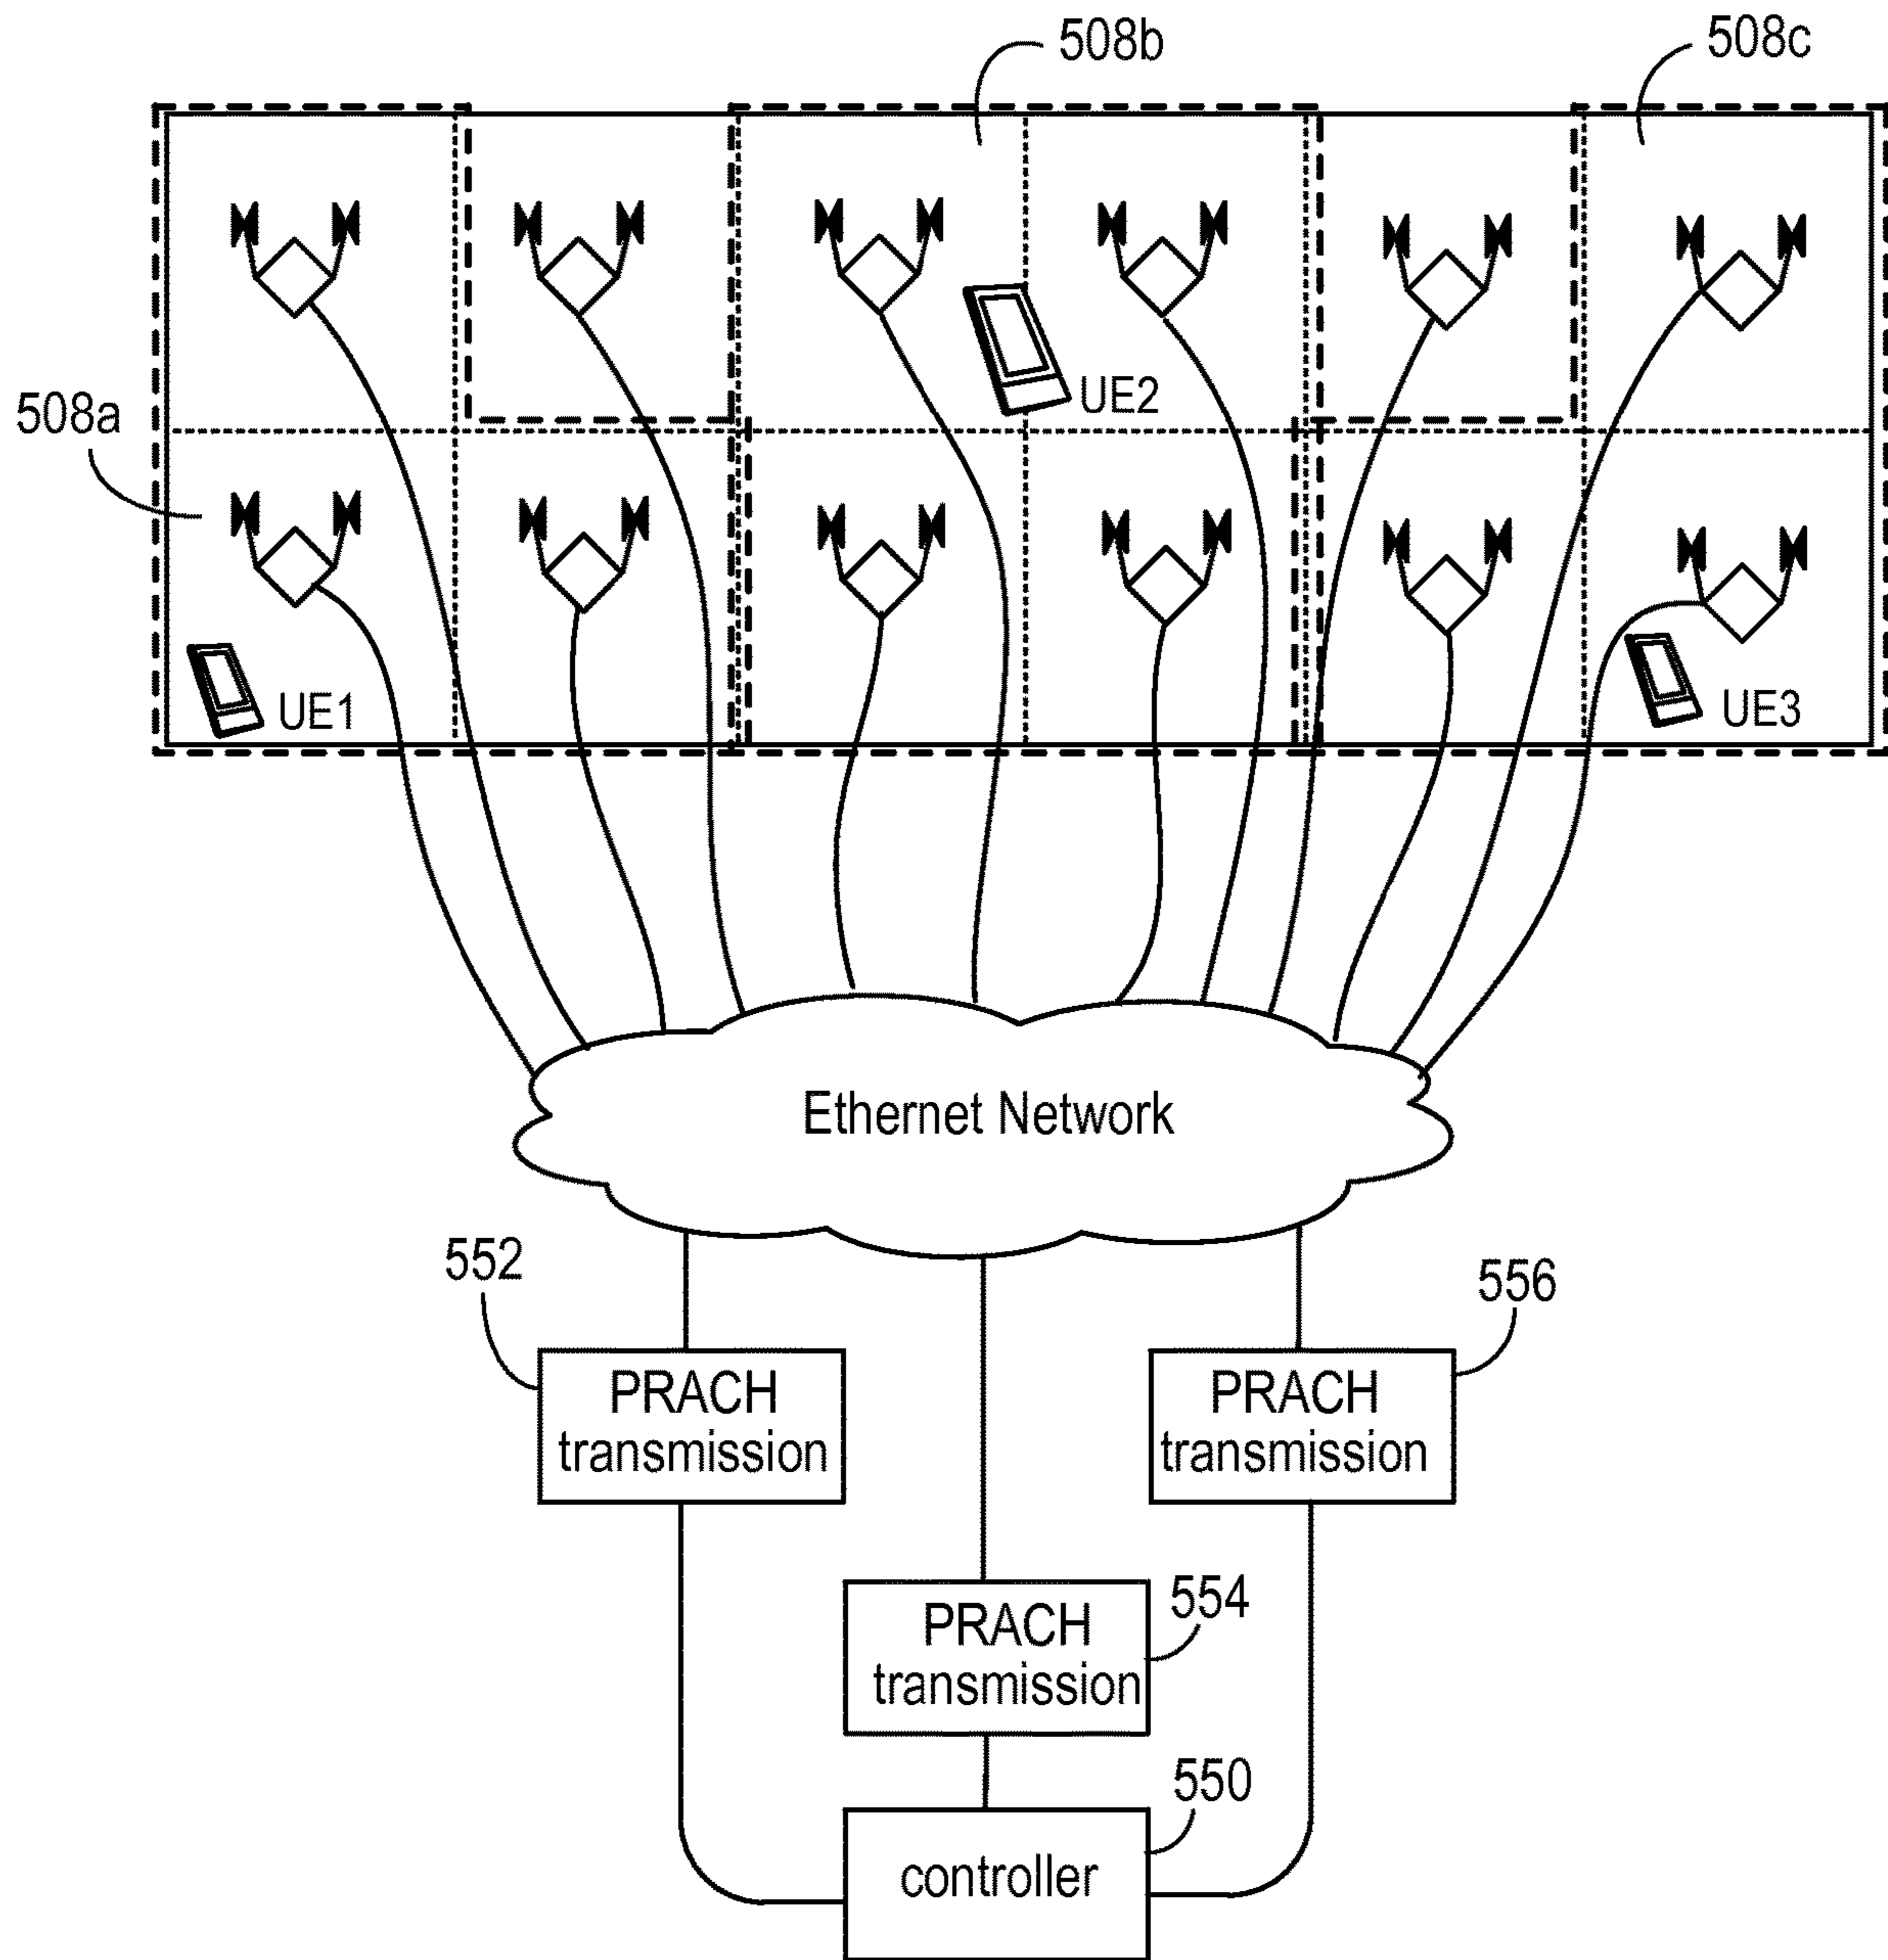 508b
508c
508a
UE2
UE1
UE3
Ethernet Network
552
556
PRACH
transmission
PRACH
transmission
554
PRACH
transmission
550
controller